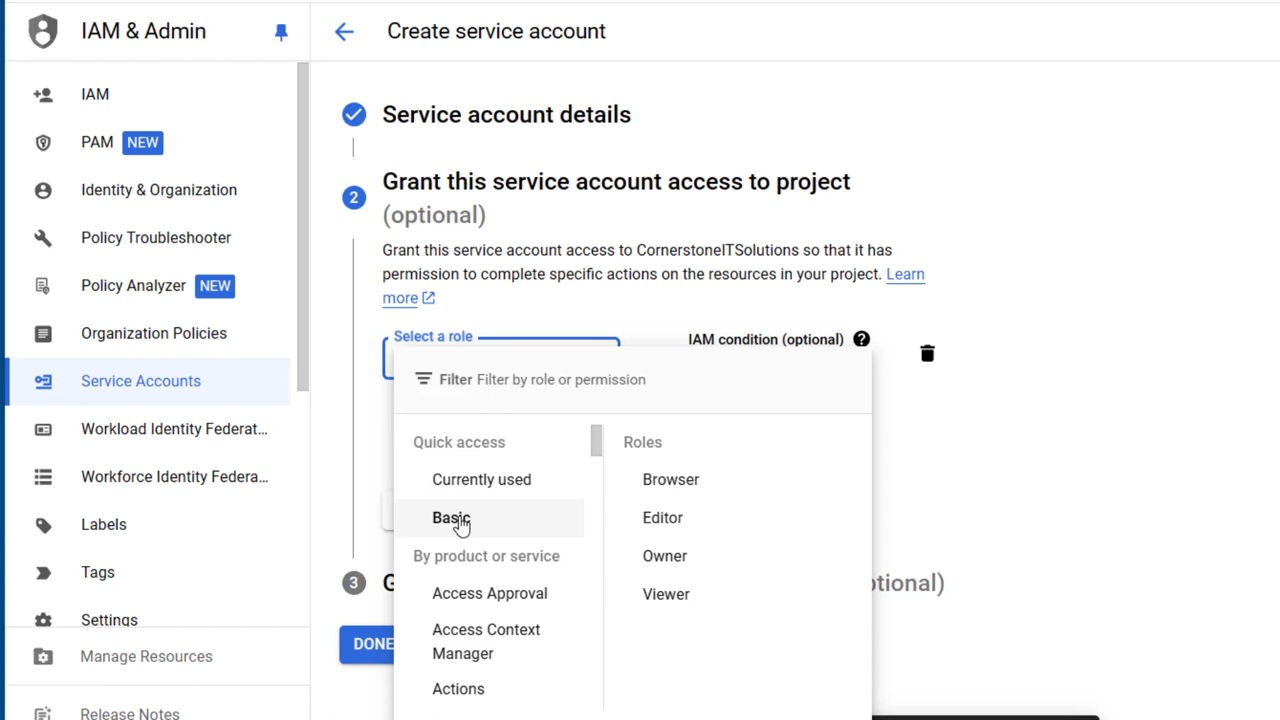 IAM & Admin
Create service account
IAM
PAM NEW
Identity & Organization
Policy Troubleshooter
Policy Analyzer NEW
Organization Policies
Service Accounts
Workload Identity Federat...
Workforce Identity Federa...
Labels
Tags
Settings
Manage Resources
Release Notes
Service account details
2 Grant this service account access to project
(optional)
Grant this service account access to CornerstoneITSolutions so that it has
permission to complete specific actions on the resources in your project. Learn
more
Select a role
IAM condition (optional) ?
Filter Filter by role or permission
Quick access
Currently used
Basic
By product or service
Access Approval
Access Context
Manager
Actions
Roles
Browser
Editor
Owner
Viewer
3 G
tional)
DONE